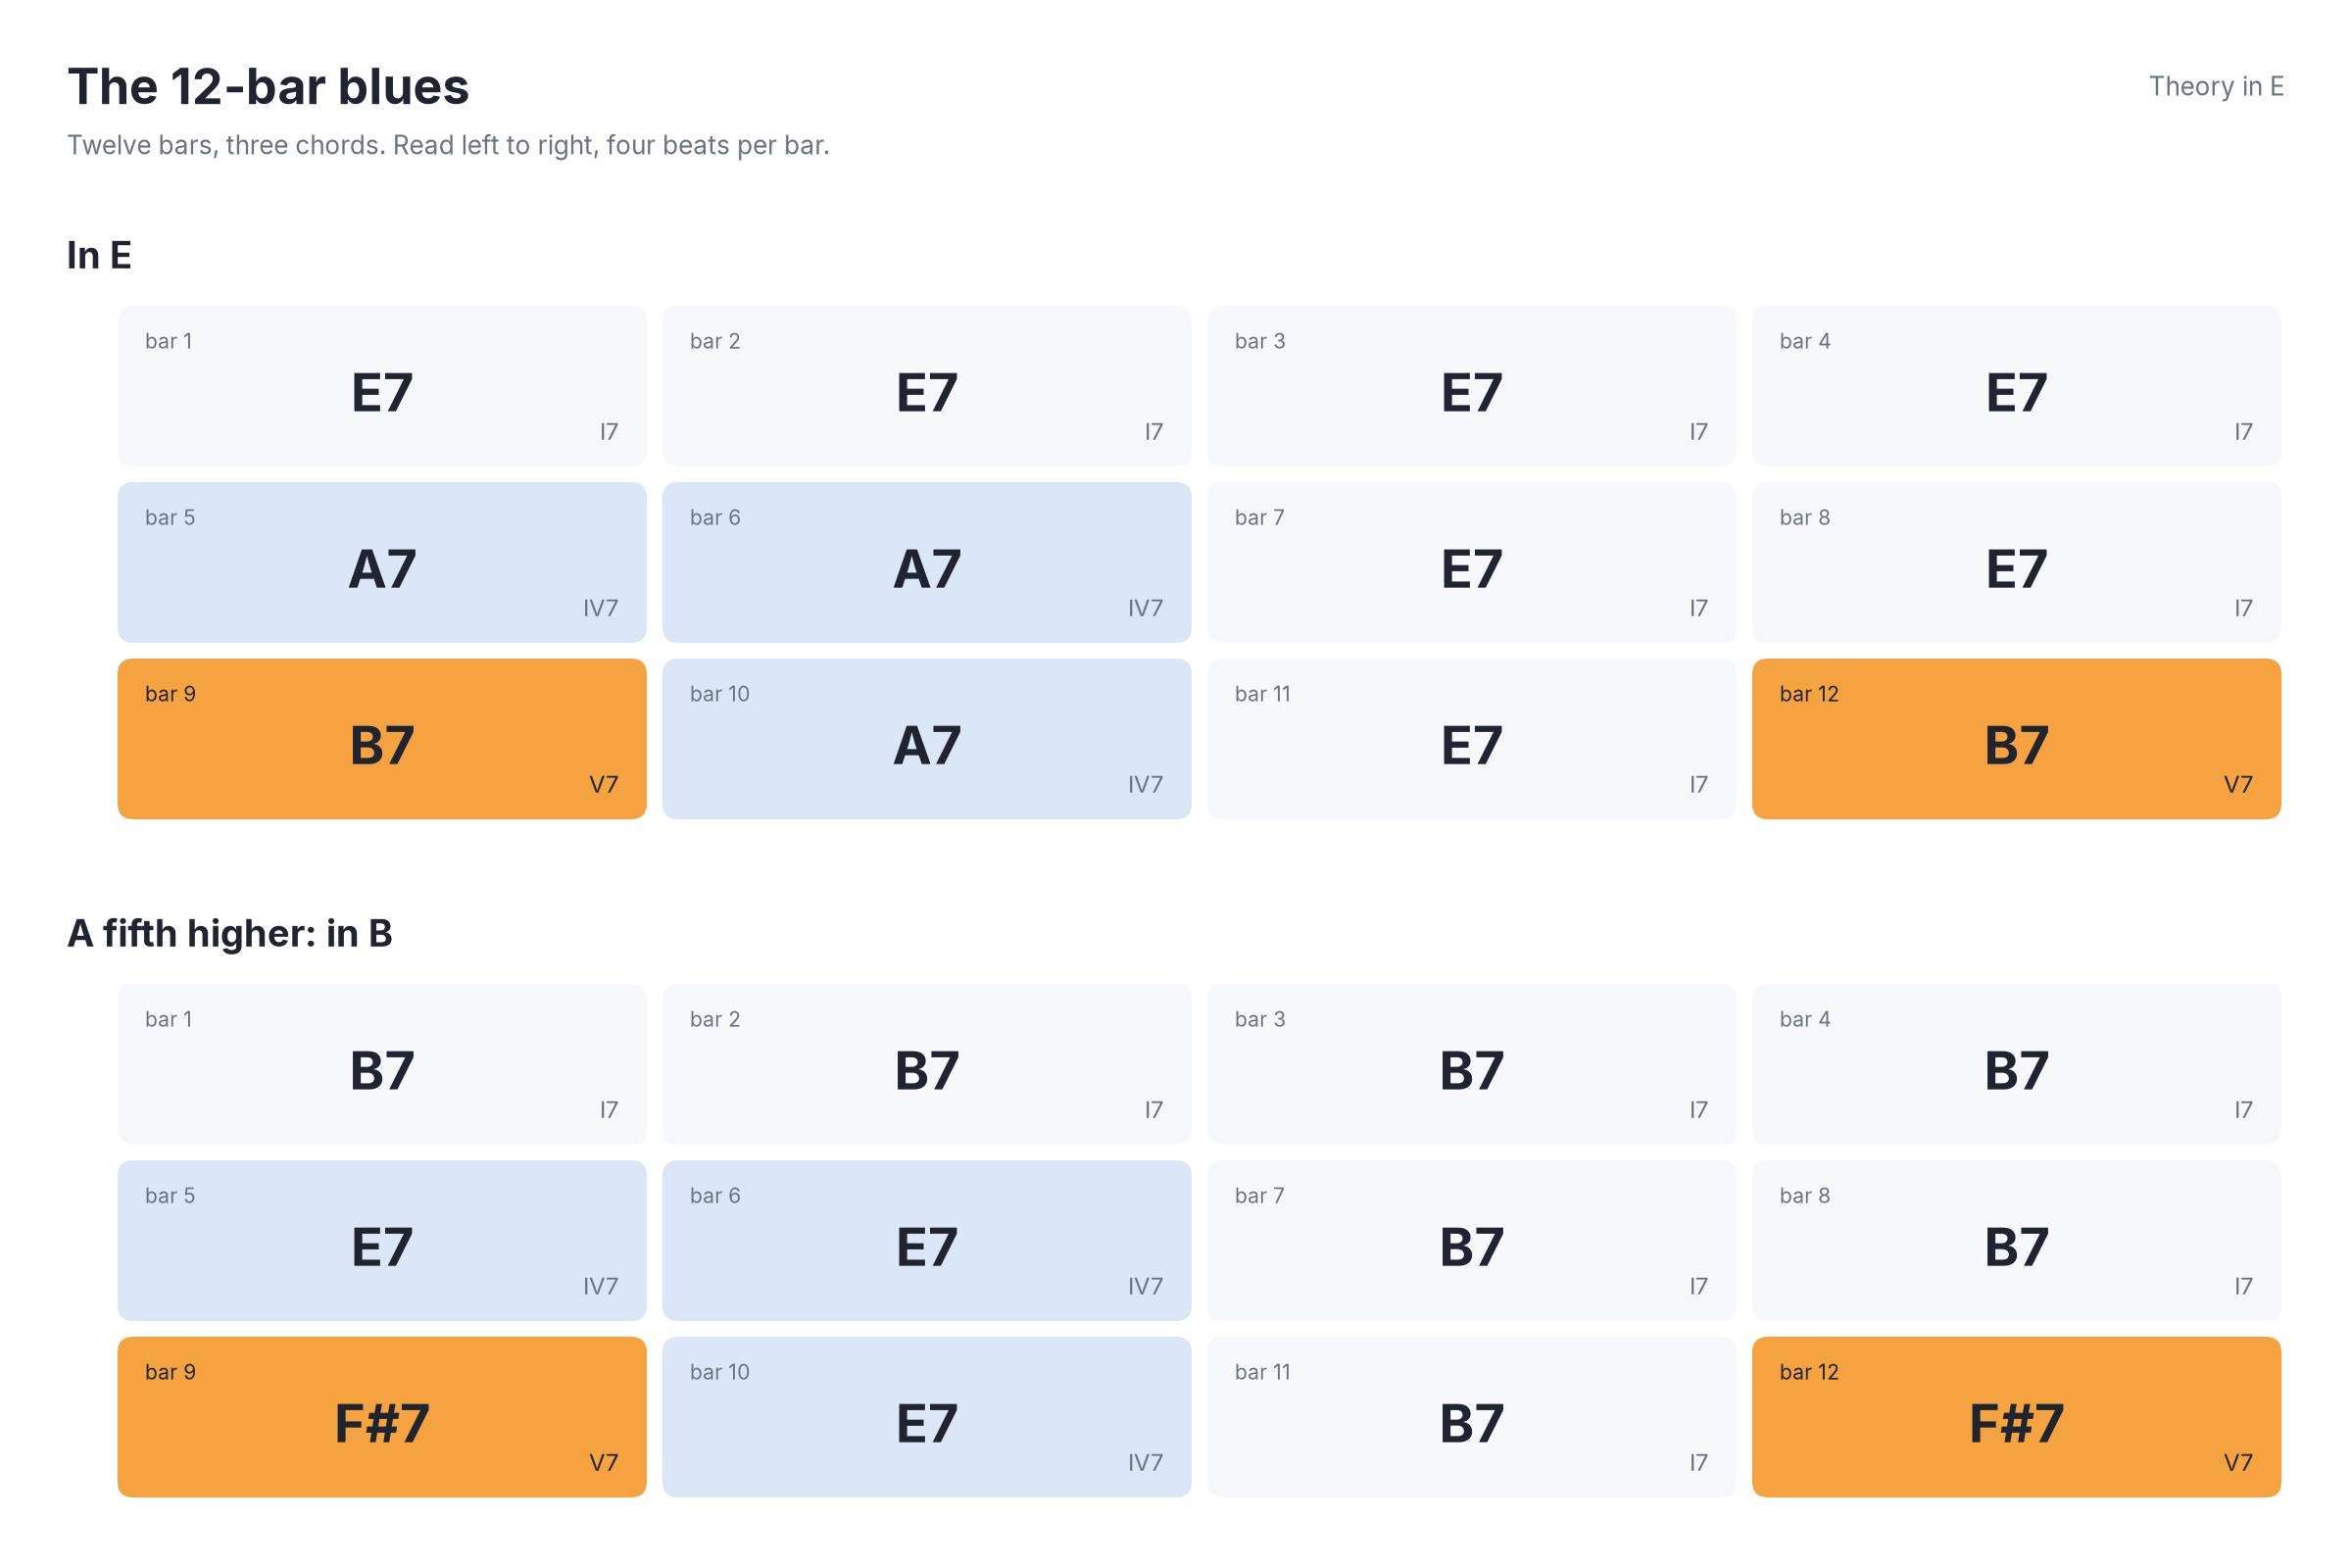 The 12-bar blues
Theory in E
Twelve bars, three chords. Read left to right, four beats per bar.
In E
bar 1
E7
I7
bar 2
E7
I7
bar 3
E7
I7
bar 4
E7
I7
bar 5
A7
IV7
bar 6
A7
IV7
bar 7
E7
I7
bar 8
E7
I7
bar 9
B7
V7
bar 10
A7
IV7
bar 11
E7
I7
bar 12
B7
V7
A fifth higher: in B
bar 1
B7
I7
bar 2
B7
I7
bar 3
B7
I7
bar 4
B7
I7
bar 5
E7
IV7
bar 6
E7
IV7
bar 7
B7
I7
bar 8
B7
I7
bar 9
F#7
V7
bar 10
E7
IV7
bar 11
B7
I7
bar 12
F#7
V7